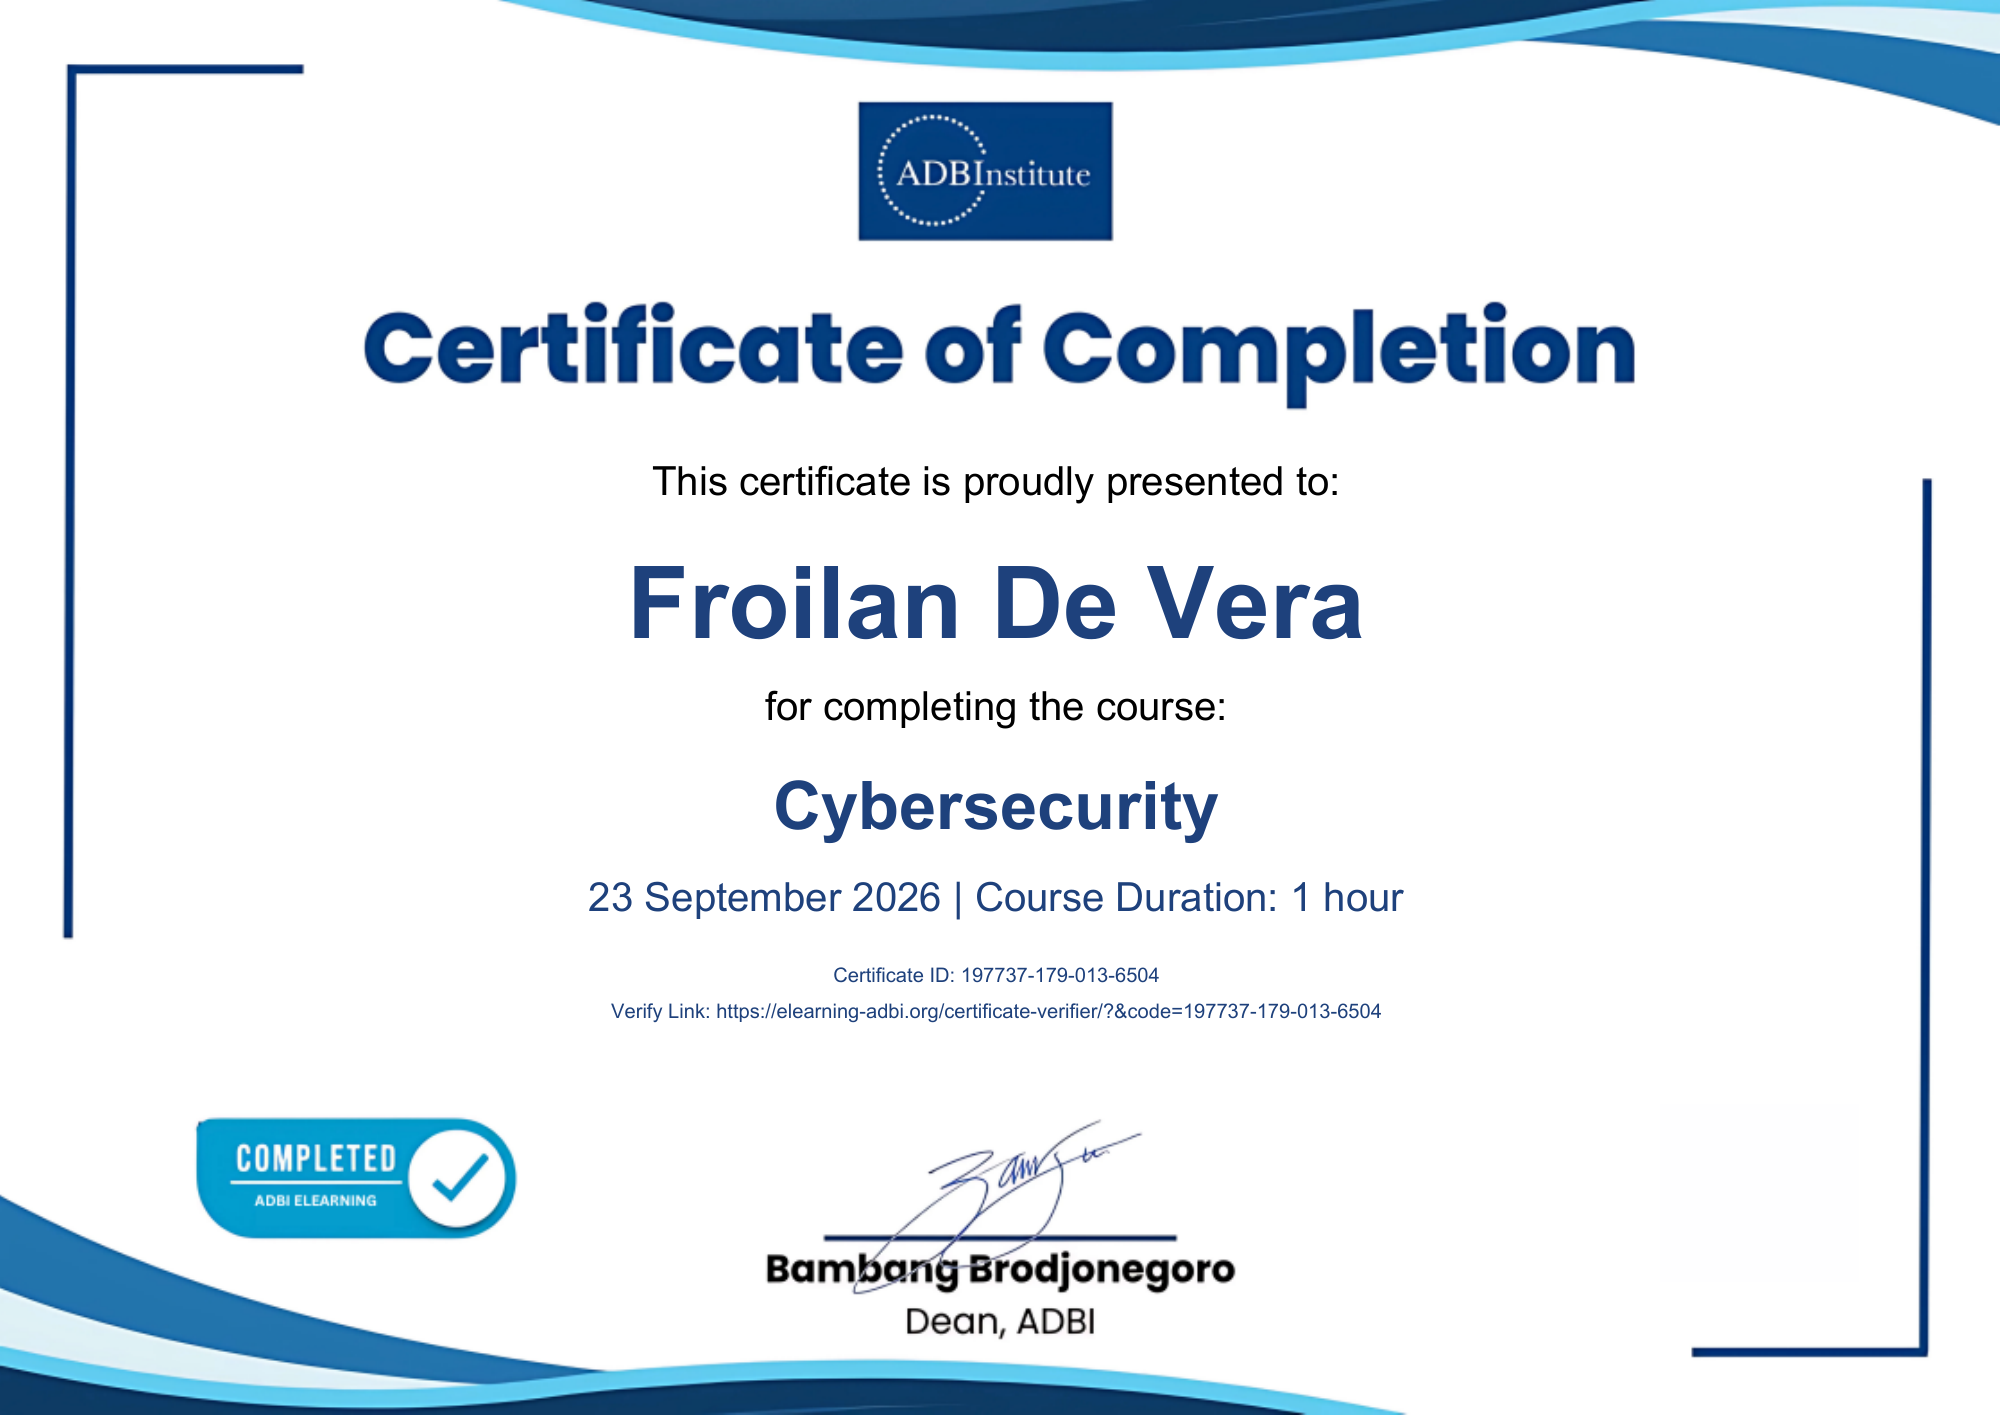 ADBInstitute
Certificate of Completion
This certificate is proudly presented to:
Froilan De Vera
for completing the course:
Cybersecurity
23 September 2026 | Course Duration: 1 hour
Certificate ID: 197737-179-013-6504
Verify Link: https://elearning-adbi.org/certificate-verifier/?&code=197737-179-013-6504
COMPLETED
ADBI ELEARNING
Bambang Brodjonegoro
Dean, ADBI